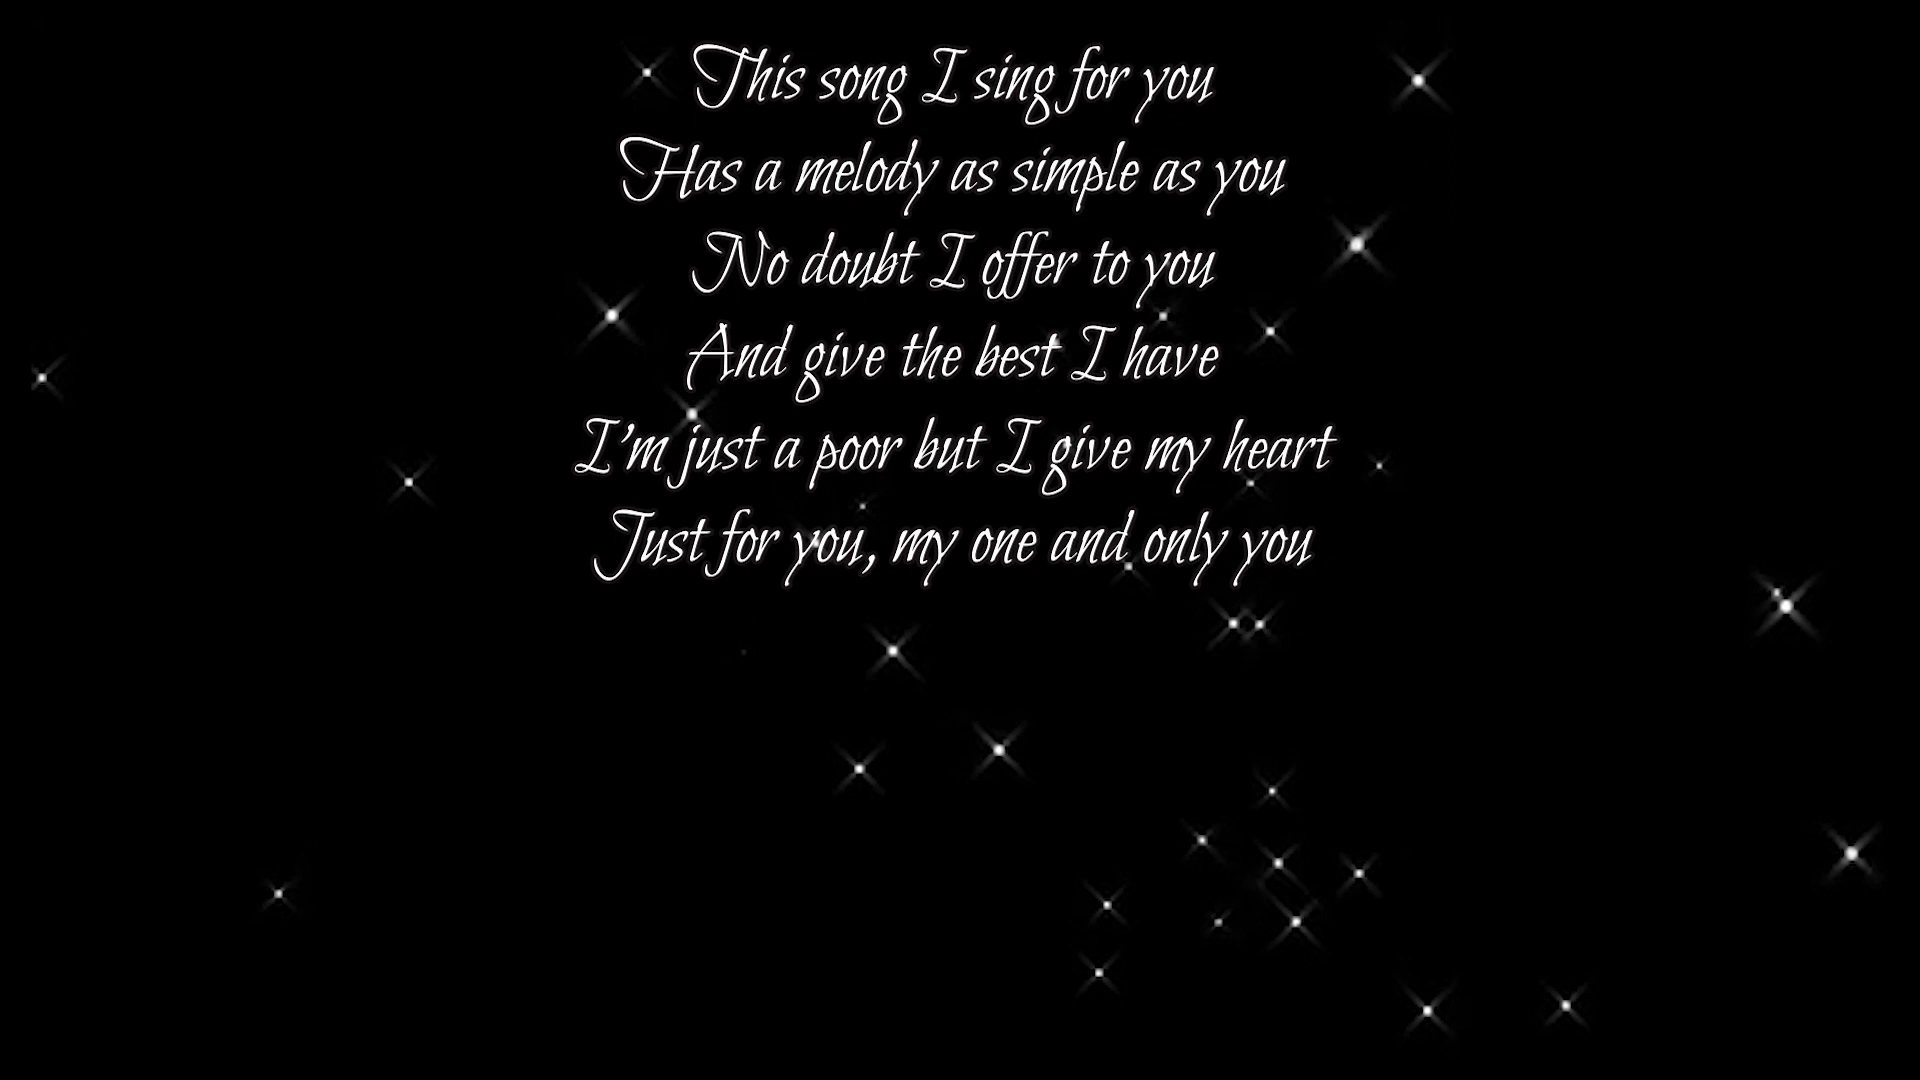 This song I sing for you
Has a melody as simple as you
No doubt I offer to you
And give the best I have
I'm just a poor but I give my heart
Just for you, my one and only you